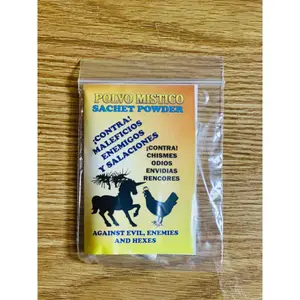 POLVO MISTICO
SACHET POWDER
¡CONTRA!
MALEFICIOS
ENEMIGOS
Y SALACIONES
¡CONTRA!
CHISMES
ODIOS
ENVIDIAS
RENCORES
AGAINST EVIL, ENEMIES
AND HEXES